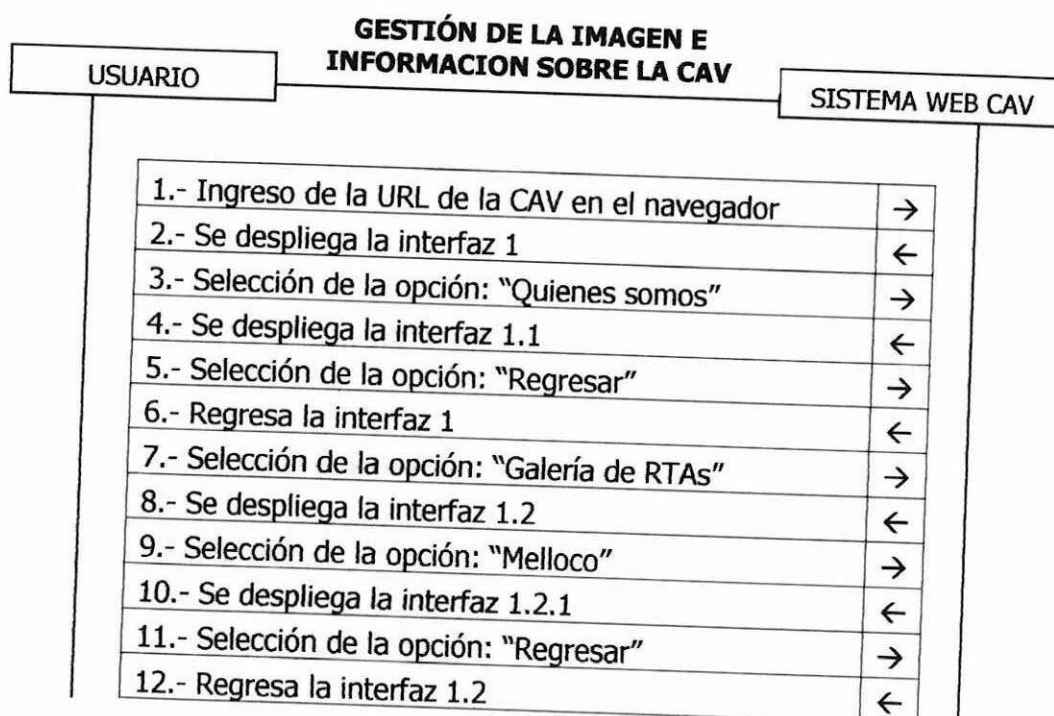 GESTIÓN DE LA IMAGEN E
INFORMACION SOBRE LA CAV
USUARIO
SISTEMA WEB CAV
1.- Ingreso de la URL de la CAV en el navegador →
2.- Se despliega la interfaz 1 ←
3.- Selección de la opción: “Quienes somos” →
4.- Se despliega la interfaz 1.1 ←
5.- Selección de la opción: “Regresar” →
6.- Regresa la interfaz 1 ←
7.- Selección de la opción: “Galería de RTAs” →
8.- Se despliega la interfaz 1.2 ←
9.- Selección de la opción: “Melloco” →
10.- Se despliega la interfaz 1.2.1 ←
11.- Selección de la opción: “Regresar” →
12.- Regresa la interfaz 1.2 ←